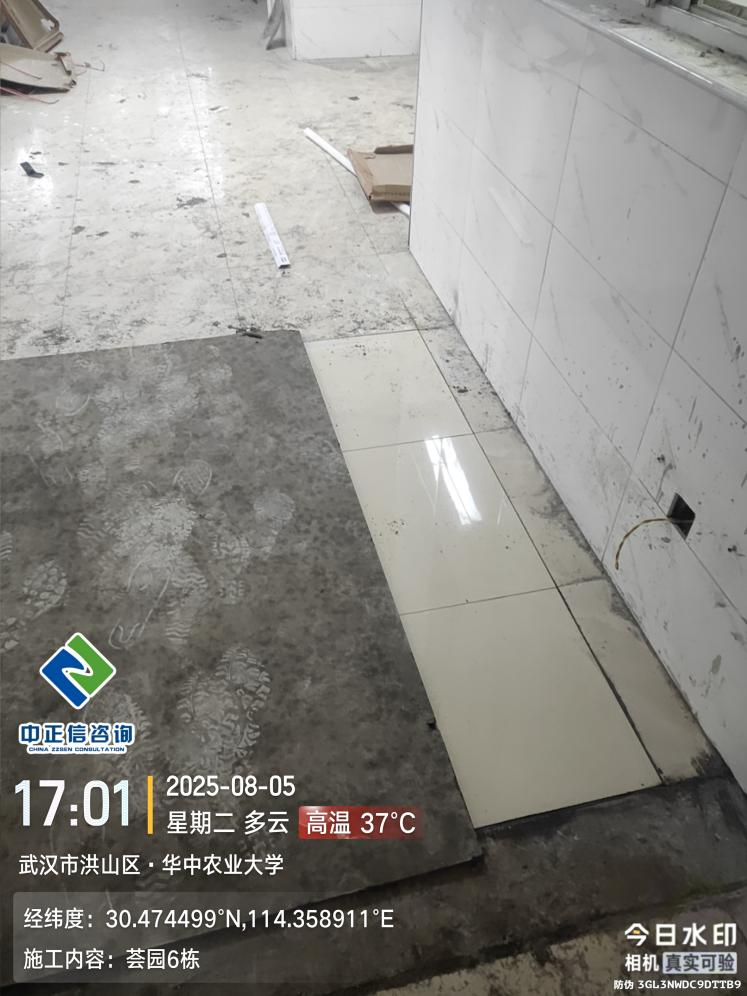 中正信咨询
CHINA ZZSEN CONSULTATION
17:01
2025-08-05
星期二 多云 高温 37°C
武汉市洪山区·华中农业大学
经纬度：30.474499°N,114.358911°E
施工内容：荟园6栋
今日水印
相机 真实可验
防伪 3GL3NWDC9DTTB9